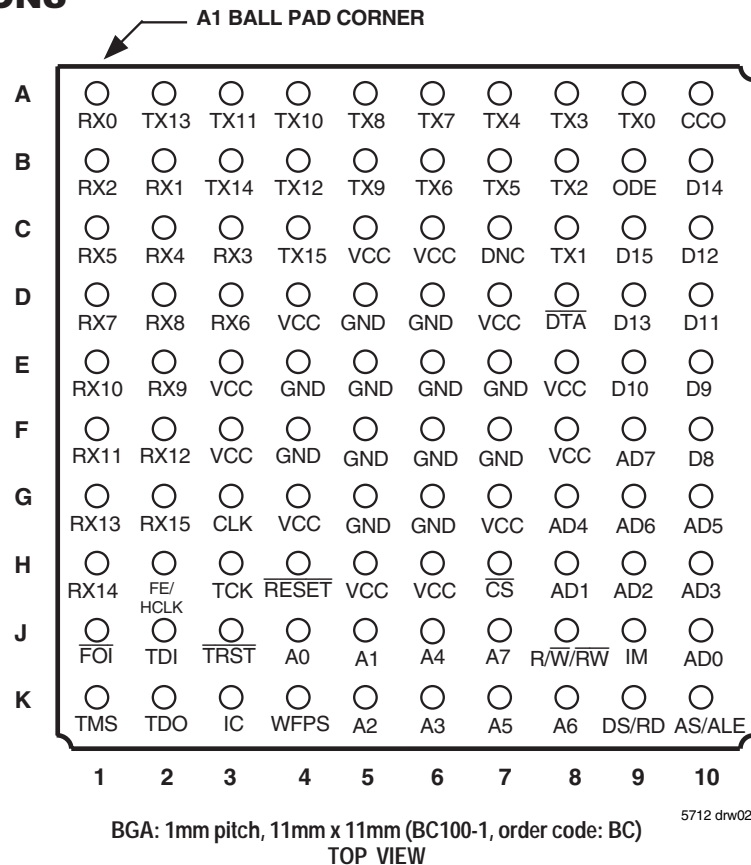 A1 BALL PAD CORNER
A
RX0 TX13 TX11 TX10 TX8 TX7 TX4 TX3 TX0 CCO
B
RX2 RX1 TX14 TX12 TX9 TX6 TX5 TX2 ODE D14
C
RX5 RX4 RX3 TX15 VCC VCC DNC TX1 D15 D12
D
RX7 RX8 RX6 VCC GND GND VCC DTA D13 D11
E
RX10 RX9 VCC GND GND GND GND VCC D10 D9
F
RX11 RX12 VCC GND GND GND GND VCC AD7 D8
G
RX13 RX15 CLK VCC GND GND VCC AD4 AD6 AD5
H
RX14 FE/ HCLK TCK RESET VCC VCC CS AD1 AD2 AD3
J
FOI TDI TRST A0 A1 A4 A7 R/W/RW IM AD0
K
TMS TDO IC WFPS A2 A3 A5 A6 DS/RD AS/ALE
1 2 3 4 5 6 7 8 9 10
5712 drw02
BGA: 1mm pitch, 11mm x 11mm (BC100-1, order code: BC)
TOP VIEW